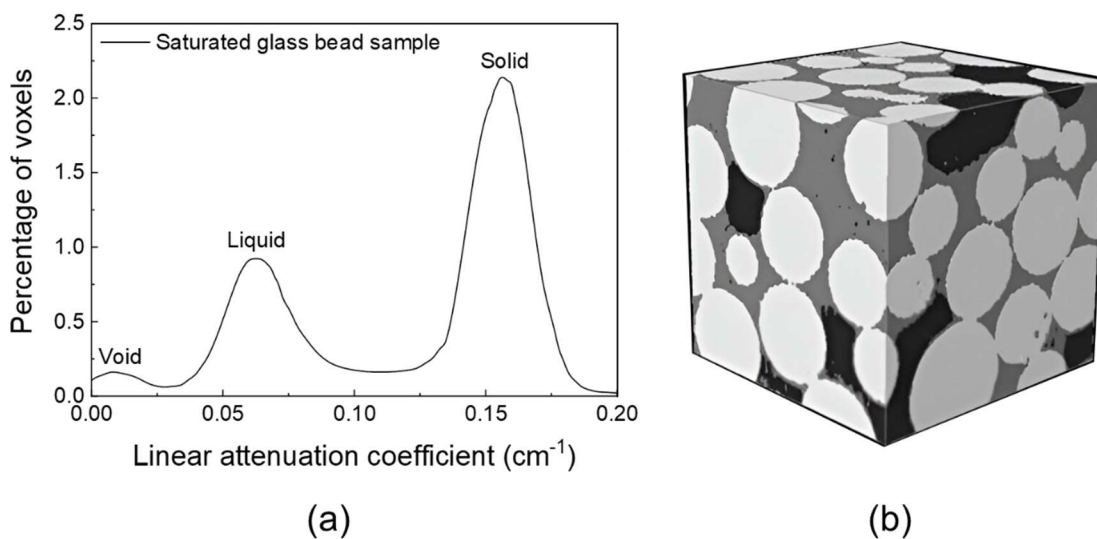 2.5
Saturated glass bead sample
Solid
2.0
1.5
Liquid
1.0
0.5
Void
0.0
0.00 0.05 0.10 0.15 0.20
Percentage of voxels
Linear attenuation coefficient (cm⁻¹)
(a) (b)